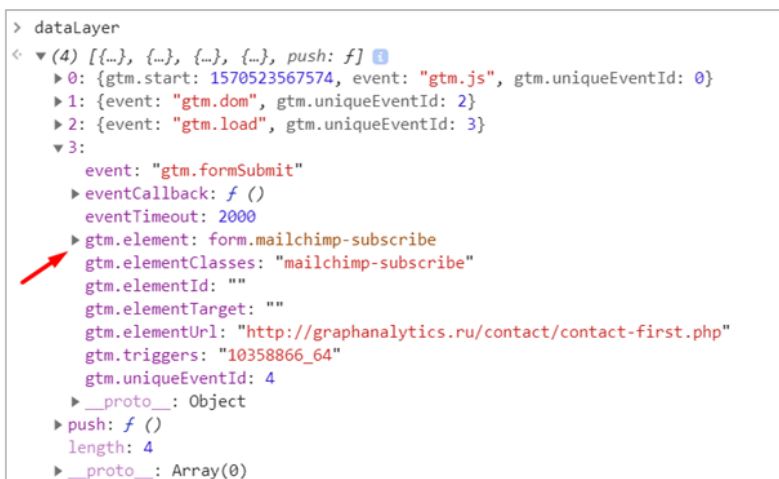 > dataLayer
<· ▼ (4) [{…}, {…}, {…}, {…}, push: ƒ] i
▶ 0: {gtm.start: 1570523567574, event: "gtm.js", gtm.uniqueEventId: 0}
▶ 1: {event: "gtm.dom", gtm.uniqueEventId: 2}
▶ 2: {event: "gtm.load", gtm.uniqueEventId: 3}
▼ 3:
event: "gtm.formSubmit"
▶ eventCallback: ƒ ()
eventTimeout: 2000
▶ gtm.element: form.mailchimp-subscribe
gtm.elementClasses: "mailchimp-subscribe"
gtm.elementId: ""
gtm.elementTarget: ""
gtm.elementUrl: "http://graphanalytics.ru/contact/contact-first.php"
gtm.triggers: "10358866_64"
gtm.uniqueEventId: 4
▶ __proto__: Object
▶ push: ƒ ()
length: 4
▶ __proto__: Array(0)